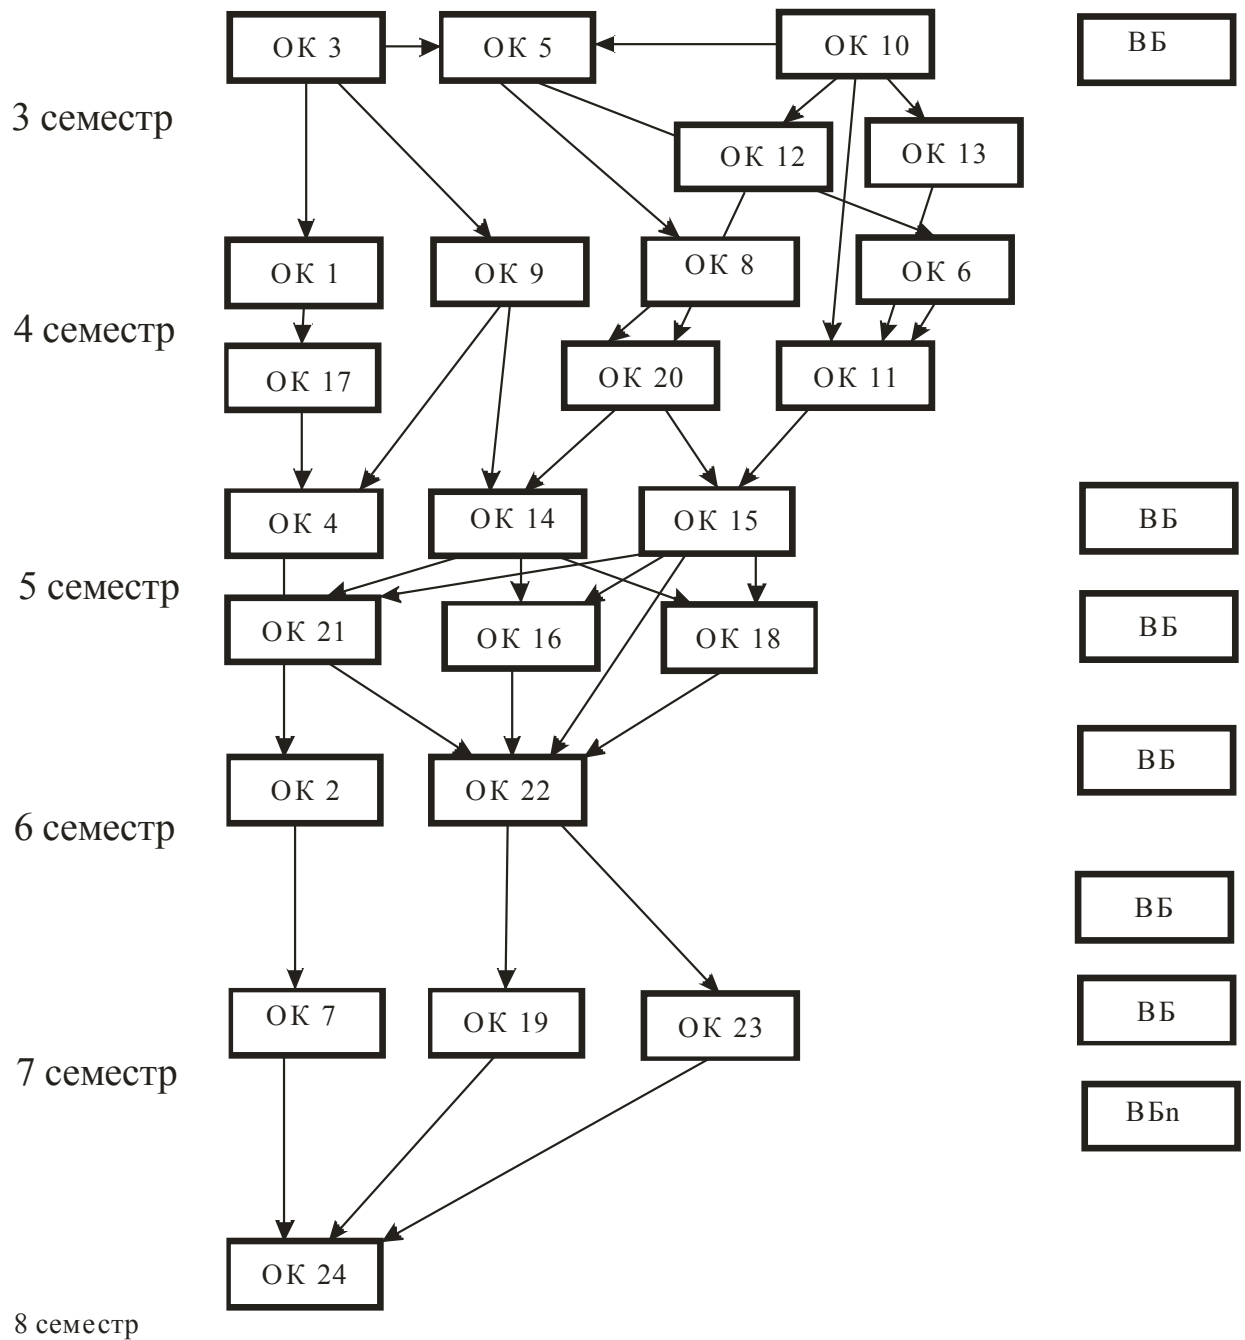 ОК 3
ОК 5
ОК 10
ВБ
3 семестр
ОК 12
ОК 13
ОК 1
ОК 9
ОК 8
ОК 6
4 семестр
ОК 17
ОК 20
ОК 11
ОК 4
ОК 14
ОК 15
ВБ
5 семестр
ОК 21
ОК 16
ОК 18
ВБ
ОК 2
ОК 22
ВБ
6 семестр
ВБ
ОК 7
ОК 19
ОК 23
ВБ
7 семестр
ВБn
ОК 24
8 семестр